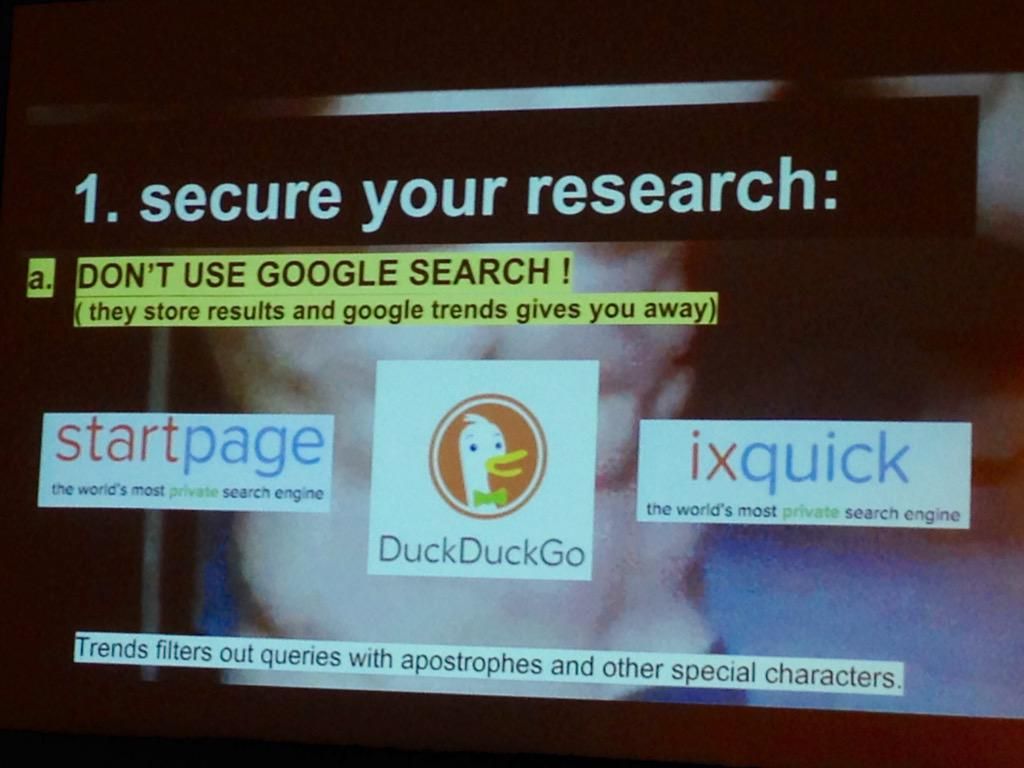 1. secure your research:
a. DON'T USE GOOGLE SEARCH !
( they store results and google trends gives you away)
startpage
the world's most private search engine
DuckDuckGo
ixquick
the world's most private search engine
Trends filters out queries with apostrophes and other special characters.